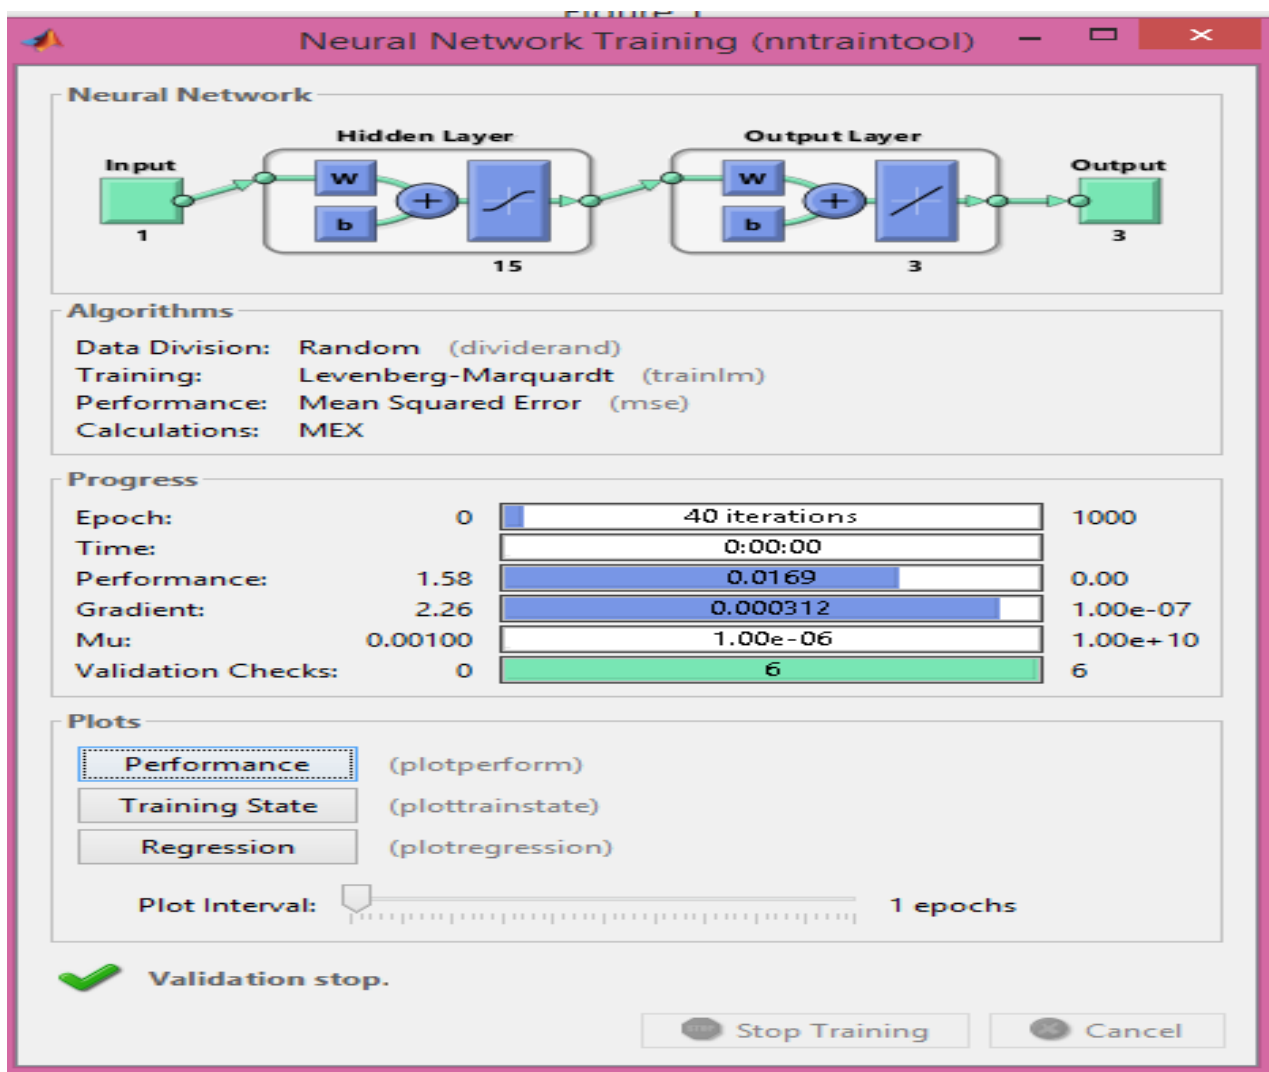 Figure 1
Neural Network Training (nntraintool)
Neural Network
Hidden Layer
Output Layer
Input
Output
W
b
+
W
b
+
1
15
3
3
Algorithms
Data Division: Random (dividerand)
Training: Levenberg-Marquardt (trainlm)
Performance: Mean Squared Error (mse)
Calculations: MEX
Progress
Epoch: 0 40 iterations 1000
Time: 0:00:00
Performance: 1.58 0.0169 0.00
Gradient: 2.26 0.000312 1.00e-07
Mu: 0.00100 1.00e-06 1.00e+10
Validation Checks: 0 6 6
Plots
Performance (plotperform)
Training State (plottrainstate)
Regression (plotregression)
Plot Interval: 1 epochs
Validation stop.
STOP Stop Training Cancel